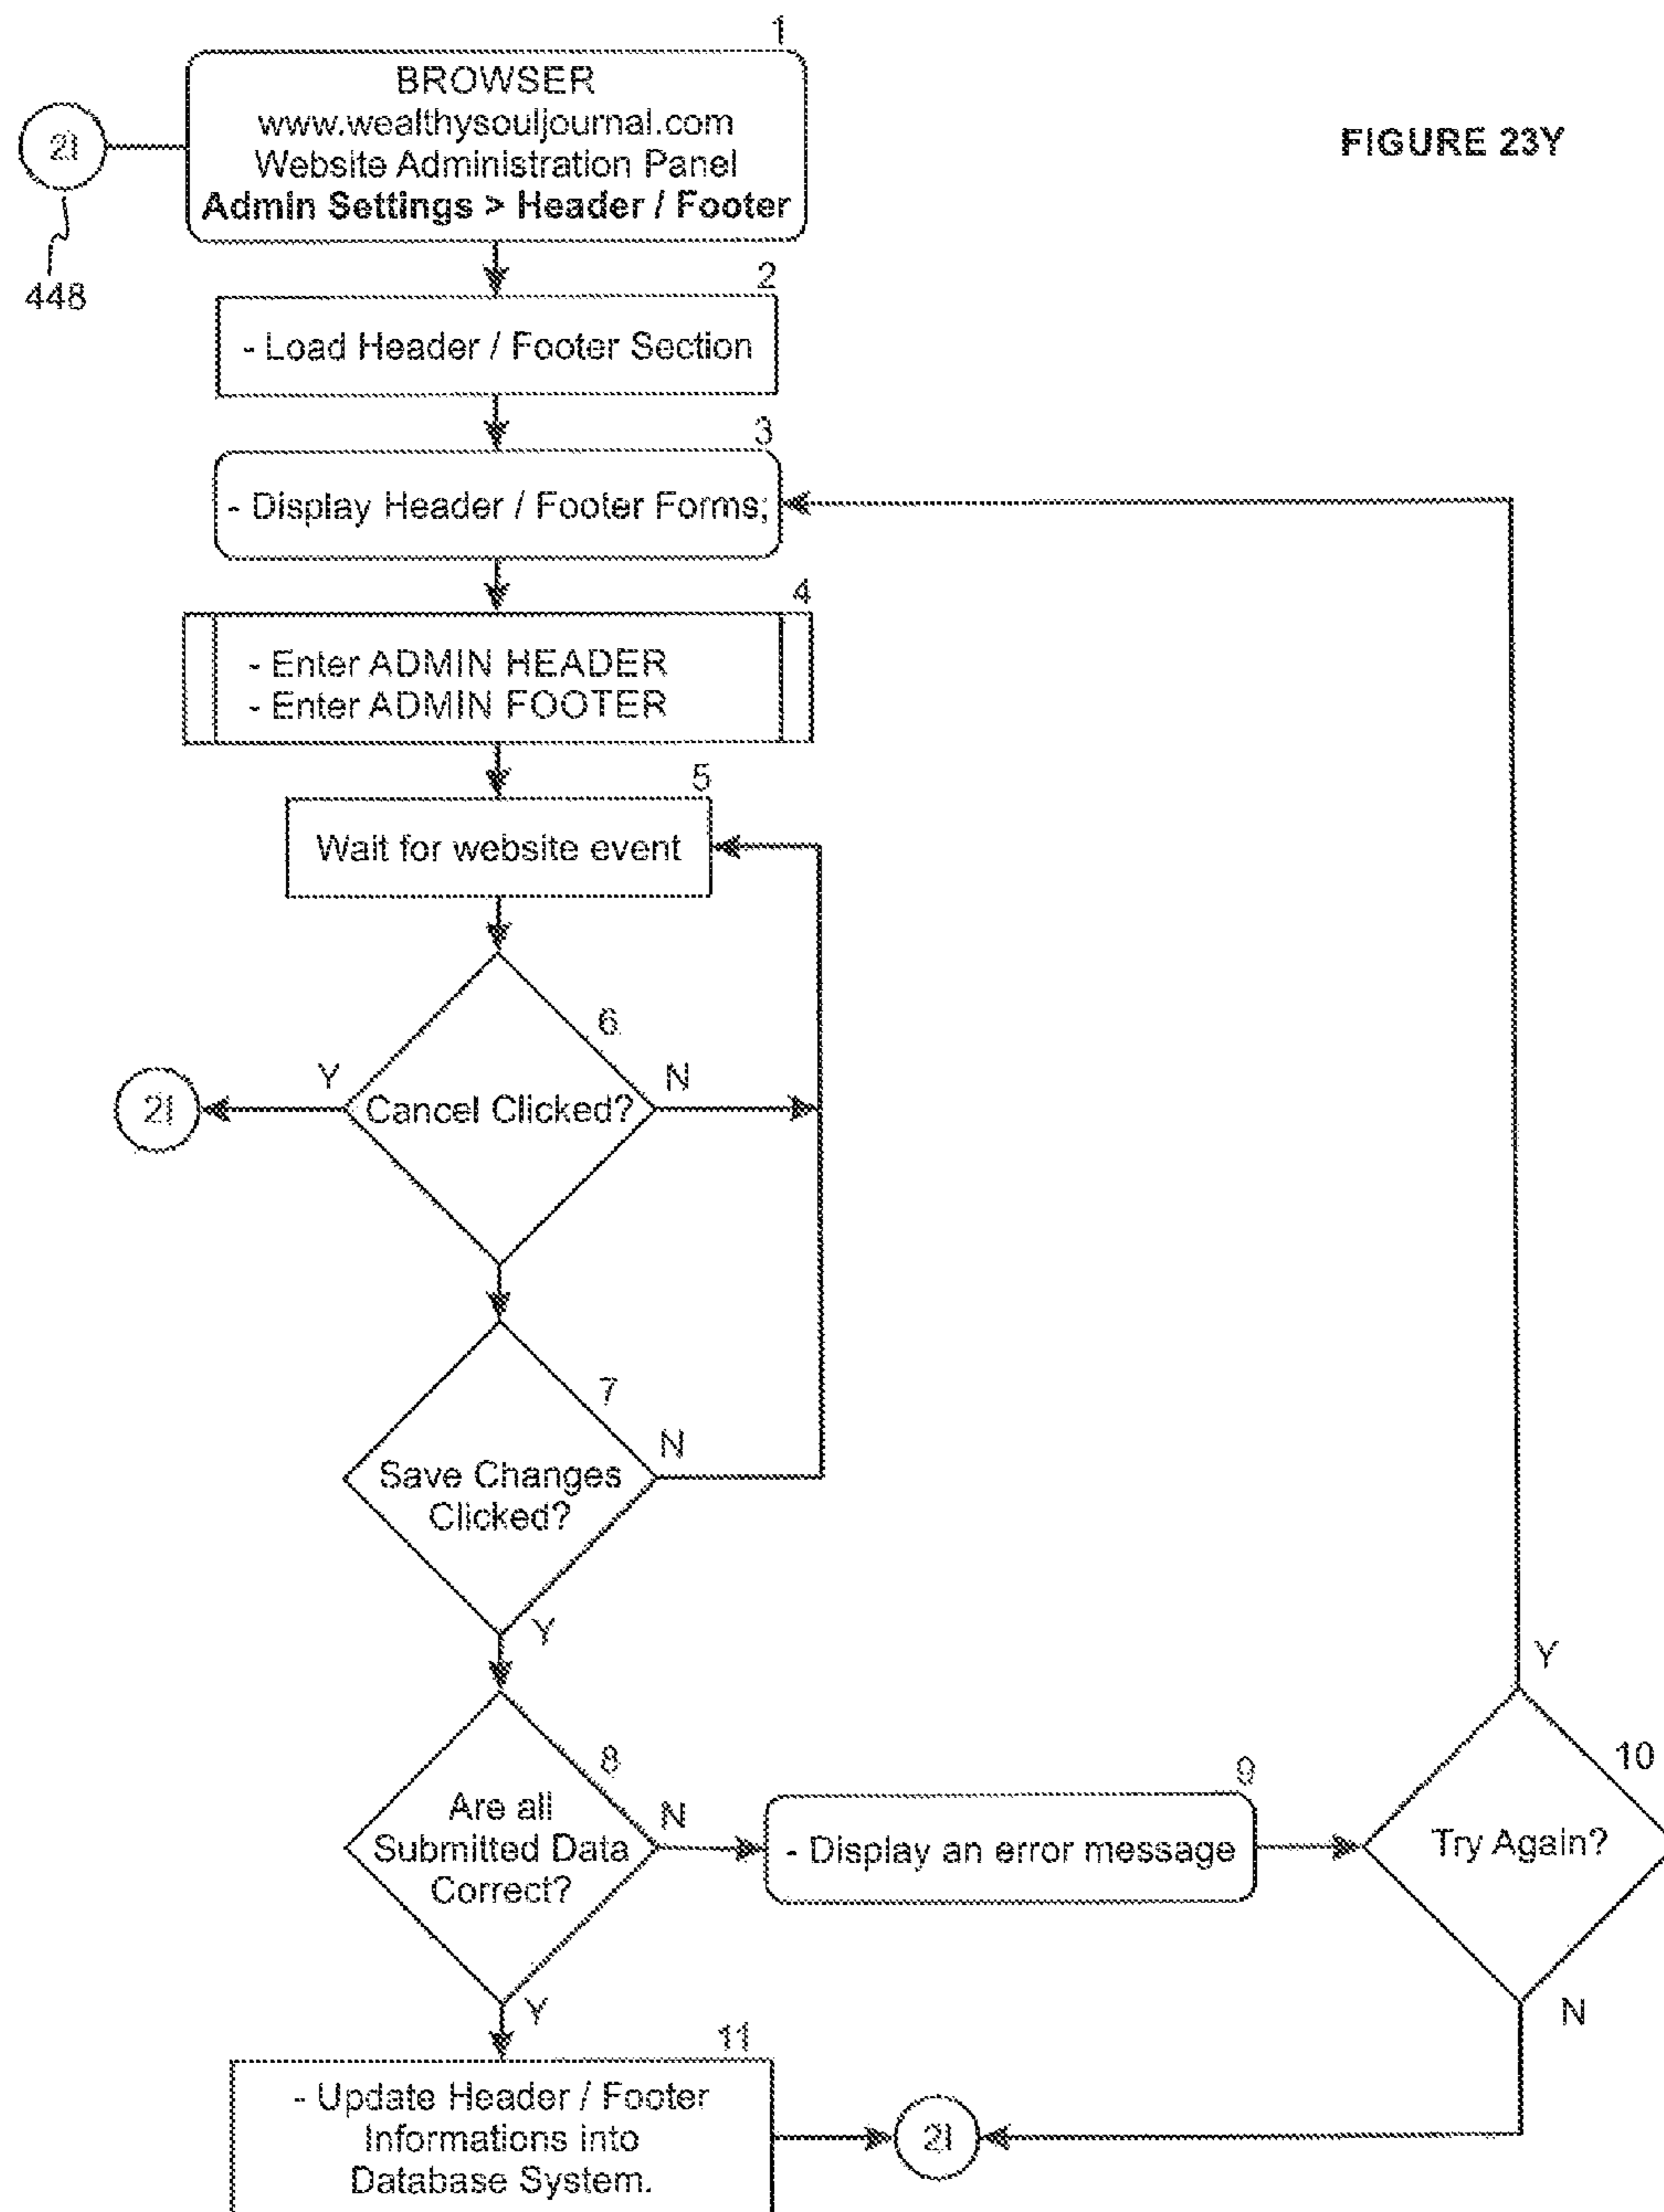 1
BROWSER
www.wealthysouljournal.com
Website Administration Panel
Admin Settings > Header / Footer
2I
448
FIGURE 23Y
2
- Load Header / Footer Section
3
- Display Header / Footer Forms;
4
- Enter ADMIN HEADER
- Enter ADMIN FOOTER
5
Wait for website event
6
Y
N
2I
Cancel Clicked?
7
N
Save Changes
Clicked?
Y
8
N
Are all
Submitted Data
Correct?
Y
9
- Display an error message
Y
10
Try Again?
N
11
- Update Header / Footer
Informations into
Database System.
2I